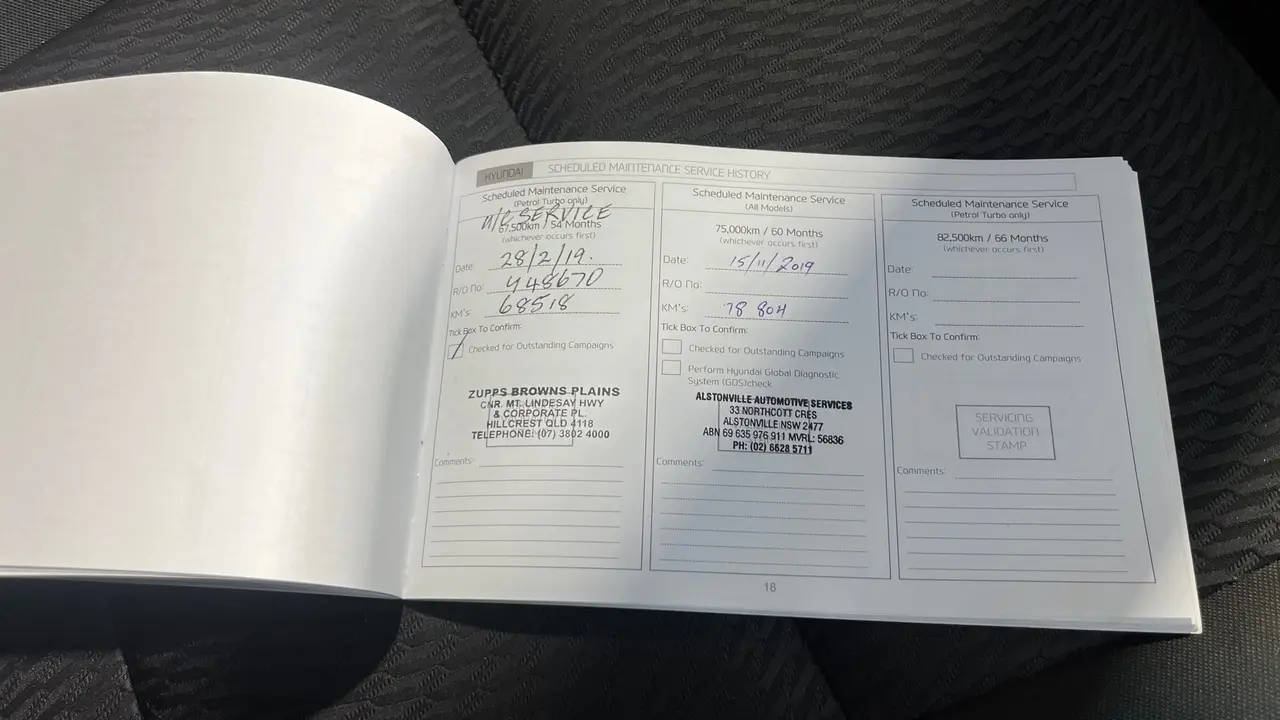 HYUNDAI SCHEDULED MAINTENANCE SERVICE HISTORY
Scheduled Maintenance Service
(Petrol Turbo only)
N/C SERVICE
67,500km / 54 Months
(whichever occurs first)
Date: 28/2/19.
R/O No: 448670
KM's: 68518
Tick Box To Confirm:
Checked for Outstanding Campaigns
ZUPPS BROWNS PLAINS
CNR. MT. LINDESAY HWY
& CORPORATE PL.
HILLCREST QLD 4118
TELEPHONE: (07) 3802 4000
Comments:
Scheduled Maintenance Service
(All Models)
75,000km / 60 Months
(whichever occurs first)
Date: 15/11/2019
R/O No:
KM's: 78 804
Tick Box To Confirm:
Checked for Outstanding Campaigns
Perform Hyundai Global Diagnostic
System (GDS)check
ALSTONVILLE AUTOMOTIVE SERVICES
33 NORTHCOTT CRES
ALSTONVILLE NSW 2477
ABN 69 635 976 911 MVRL: 56836
PH: (02) 6628 5711
Comments:
Scheduled Maintenance Service
(Petrol Turbo only)
82,500km / 66 Months
(whichever occurs first)
Date:
R/O No:
KM's:
Tick Box To Confirm:
Checked for Outstanding Campaigns
SERVICING
VALIDATION
STAMP
Comments:
18